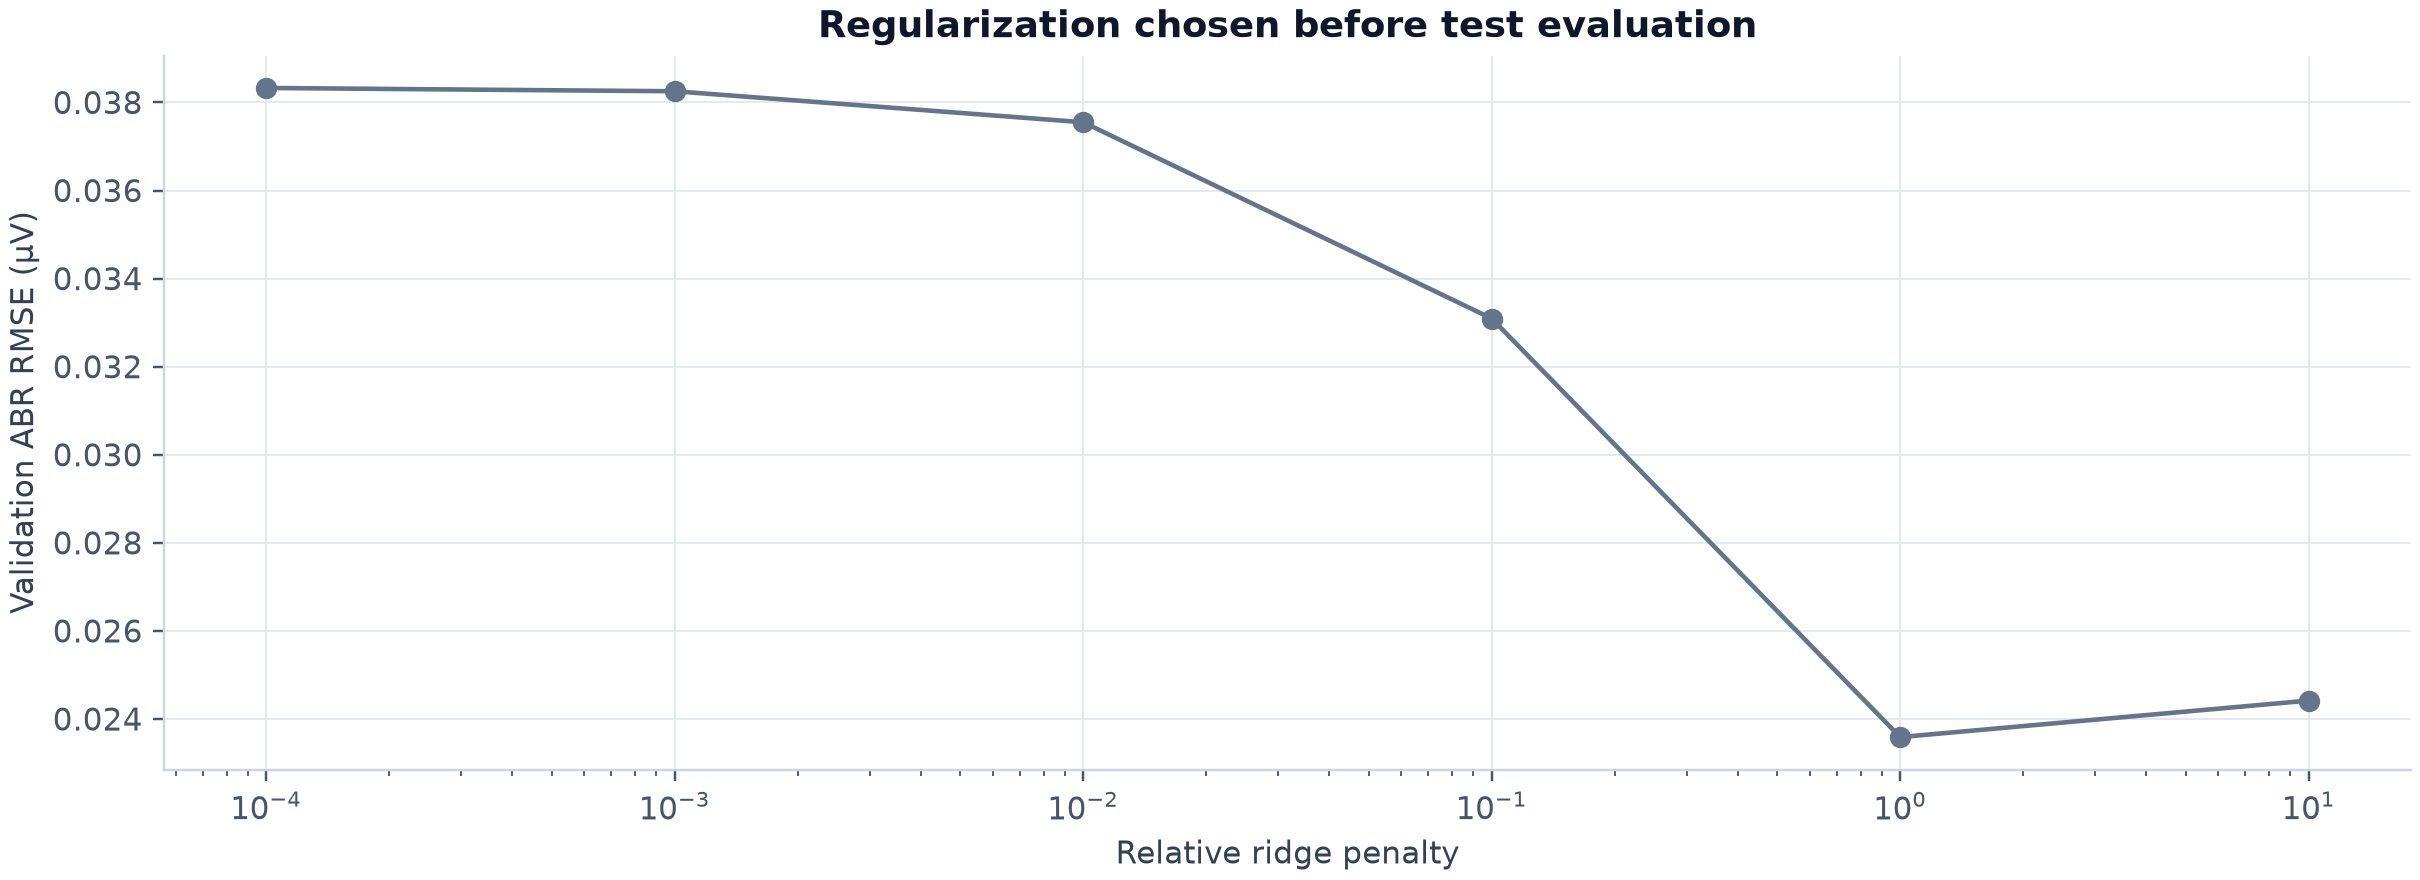 Regularization chosen before test evaluation
Validation ABR RMSE (µV)
0.038
0.036
0.034
0.032
0.030
0.028
0.026
0.024
10⁻⁴ 10⁻³ 10⁻² 10⁻¹ 10⁰ 10¹
Relative ridge penalty